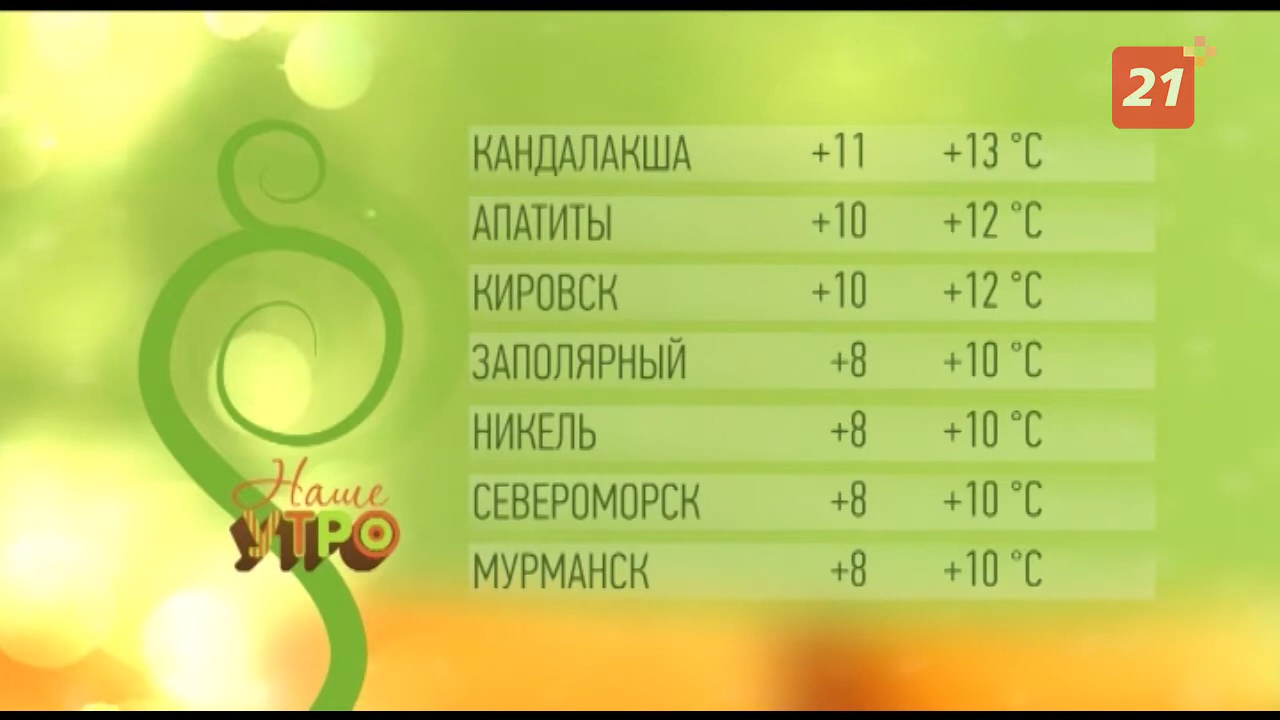 21
КАНДАЛАКША +11 +13 °C
АПАТИТЫ +10 +12 °C
КИРОВСК +10 +12 °C
ЗАПОЛЯРНЫЙ +8 +10 °C
НИКЕЛЬ +8 +10 °C
СЕВЕРОМОРСК +8 +10 °C
МУРМАНСК +8 +10 °C
Наше
УТРО